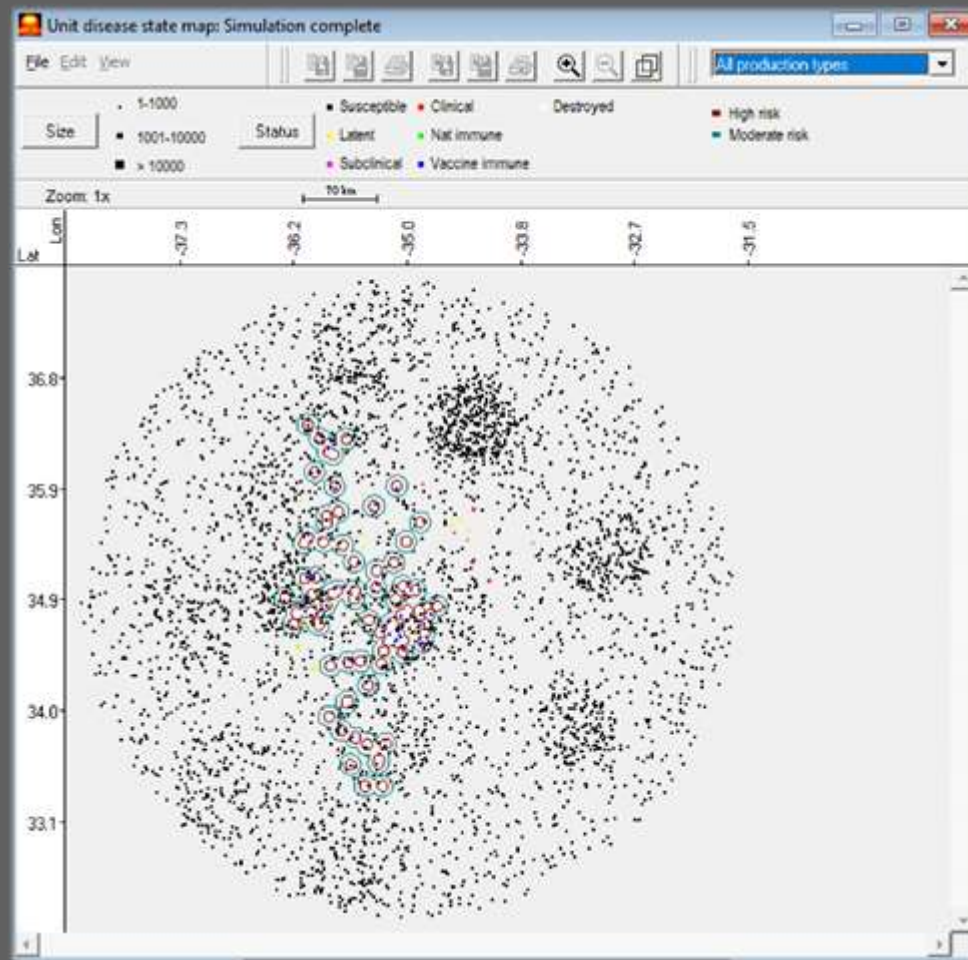 Unit disease state map: Simulation complete
File Edit View
All production types
Size
1-1000
1001-10000
> 10000
Status
Susceptible
Clinical
Destroyed
Latent
Nat immune
Subclinical
Vaccine immune
High risk
Moderate risk
Zoom: 1x
70 km
Lon
Lat
-37.3
-36.2
-35.0
-33.8
-32.7
-31.5
36.8
35.9
34.9
34.0
33.1